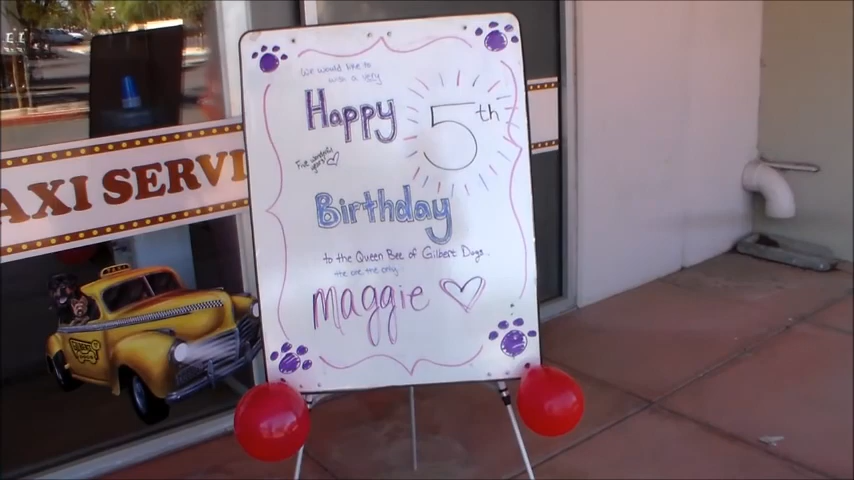 We would like to
wish a very
Happy 5th
Five wonderful
years
Birthday
to the Queen Bee of Gilbert Dogs.
the one the only.
Maggie
AXI SERVI